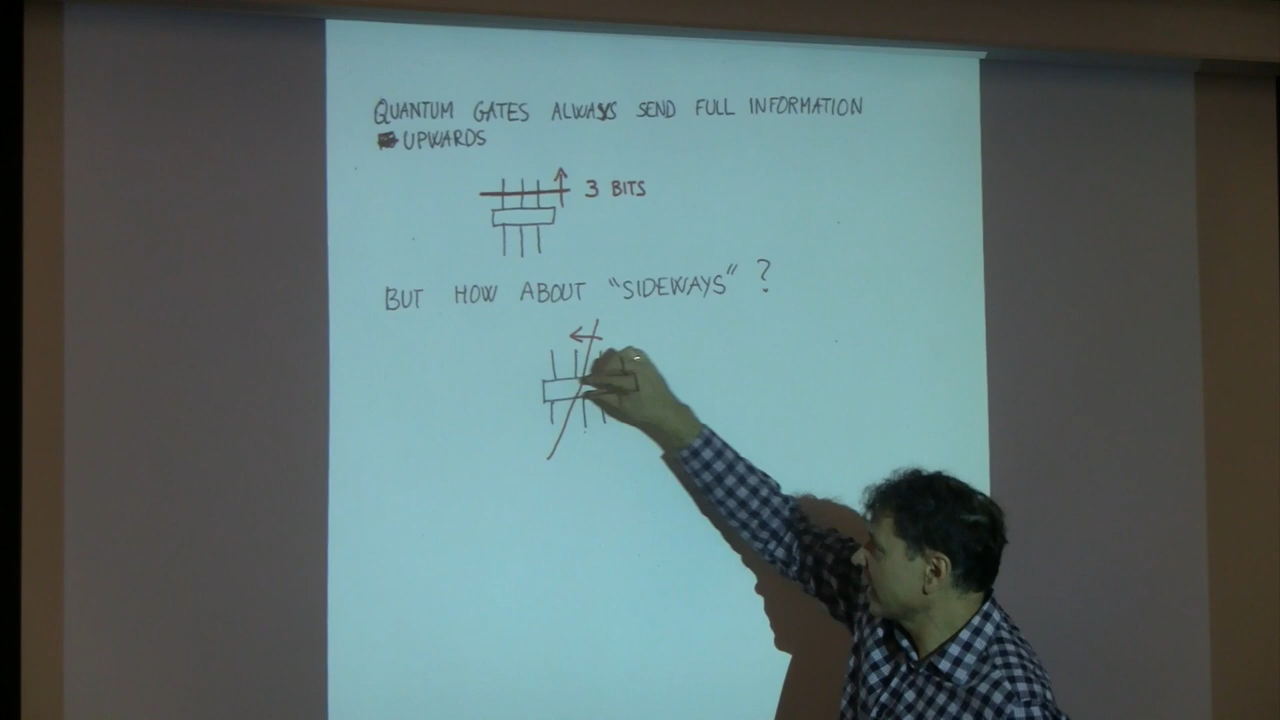 QUANTUM GATES ALWAYS SEND FULL INFORMATION
UPWARDS
3 BITS
BUT HOW ABOUT "SIDEWAYS" ?